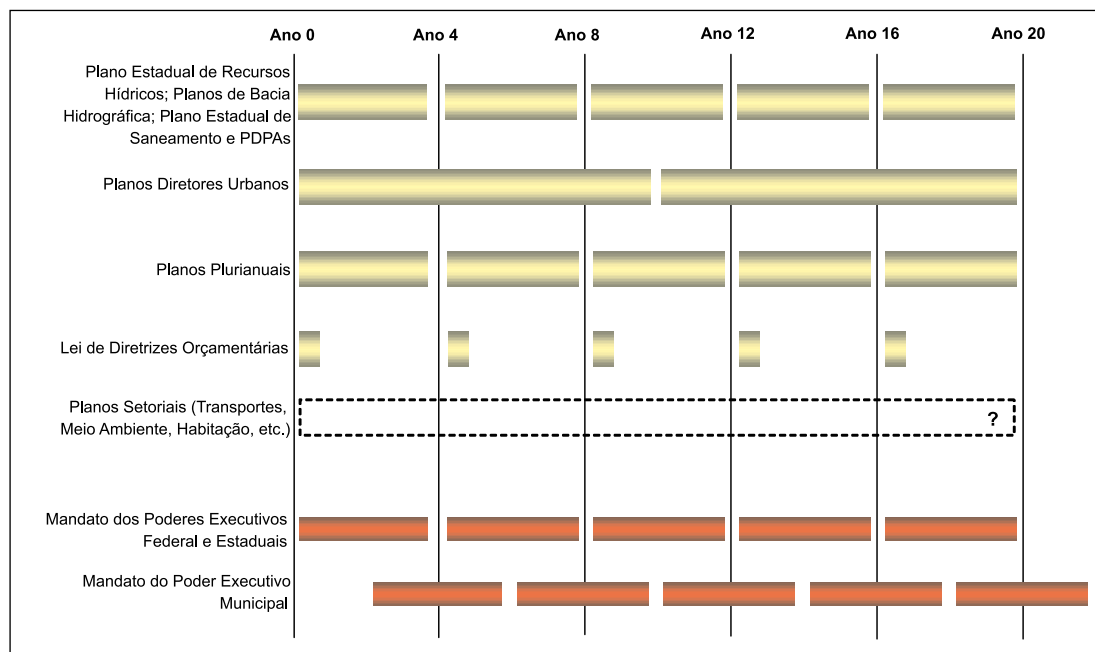 Ano 0 Ano 4 Ano 8 Ano 12 Ano 16 Ano 20
Plano Estadual de Recursos
Hídricos; Planos de Bacia
Hidrográfica; Plano Estadual de
Saneamento e PDPAs
Planos Diretores Urbanos
Planos Plurianuais
Lei de Diretrizes Orçamentárias
Planos Setoriais (Transportes,
Meio Ambiente, Habitação, etc.)
?
Mandato dos Poderes Executivos
Federal e Estaduais
Mandato do Poder Executivo
Municipal